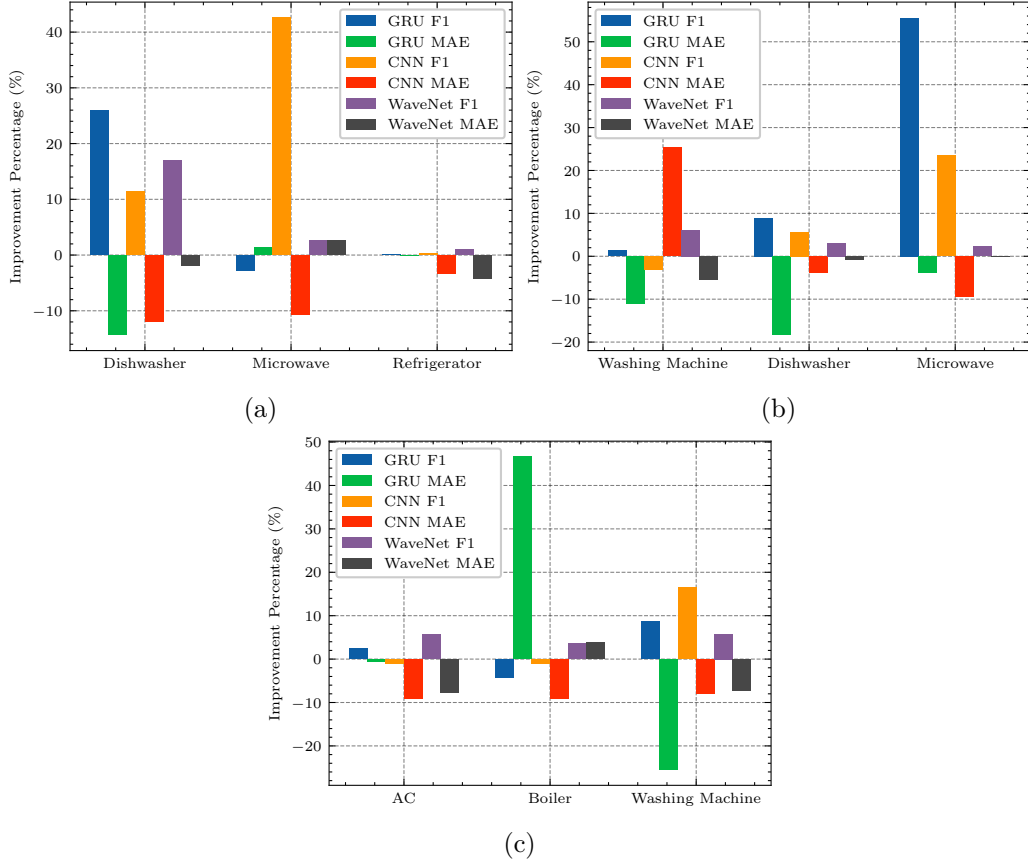 Improvement Percentage (%)
40
30
20
10
0
−10
GRU F1
GRU MAE
CNN F1
CNN MAE
WaveNet F1
WaveNet MAE
Dishwasher
Microwave
Refrigerator
(a)
Improvement Percentage (%)
50
40
30
20
10
0
−10
−20
GRU F1
GRU MAE
CNN F1
CNN MAE
WaveNet F1
WaveNet MAE
Washing Machine
Dishwasher
Microwave
(b)
Improvement Percentage (%)
50
40
30
20
10
0
−10
−20
GRU F1
GRU MAE
CNN F1
CNN MAE
WaveNet F1
WaveNet MAE
AC
Boiler
Washing Machine
(c)